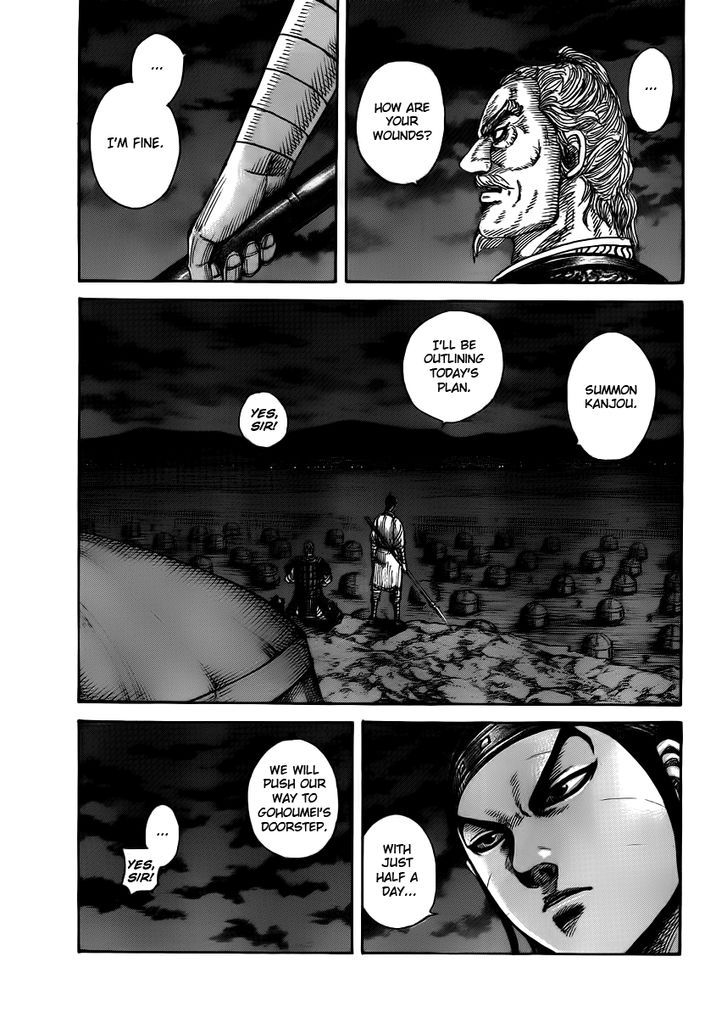 ...
HOW ARE
YOUR
WOUNDS?
...
I'M FINE.
SUMMON
KANJOU.
I'LL BE
OUTLINING
TODAY'S
PLAN.
YES,
SIR!
WITH
JUST
HALF
A
DAY...
WE WILL
PUSH OUR
WAY TO
GOHOUMEI'S
DOORSTEP.
...
YES,
SIR!